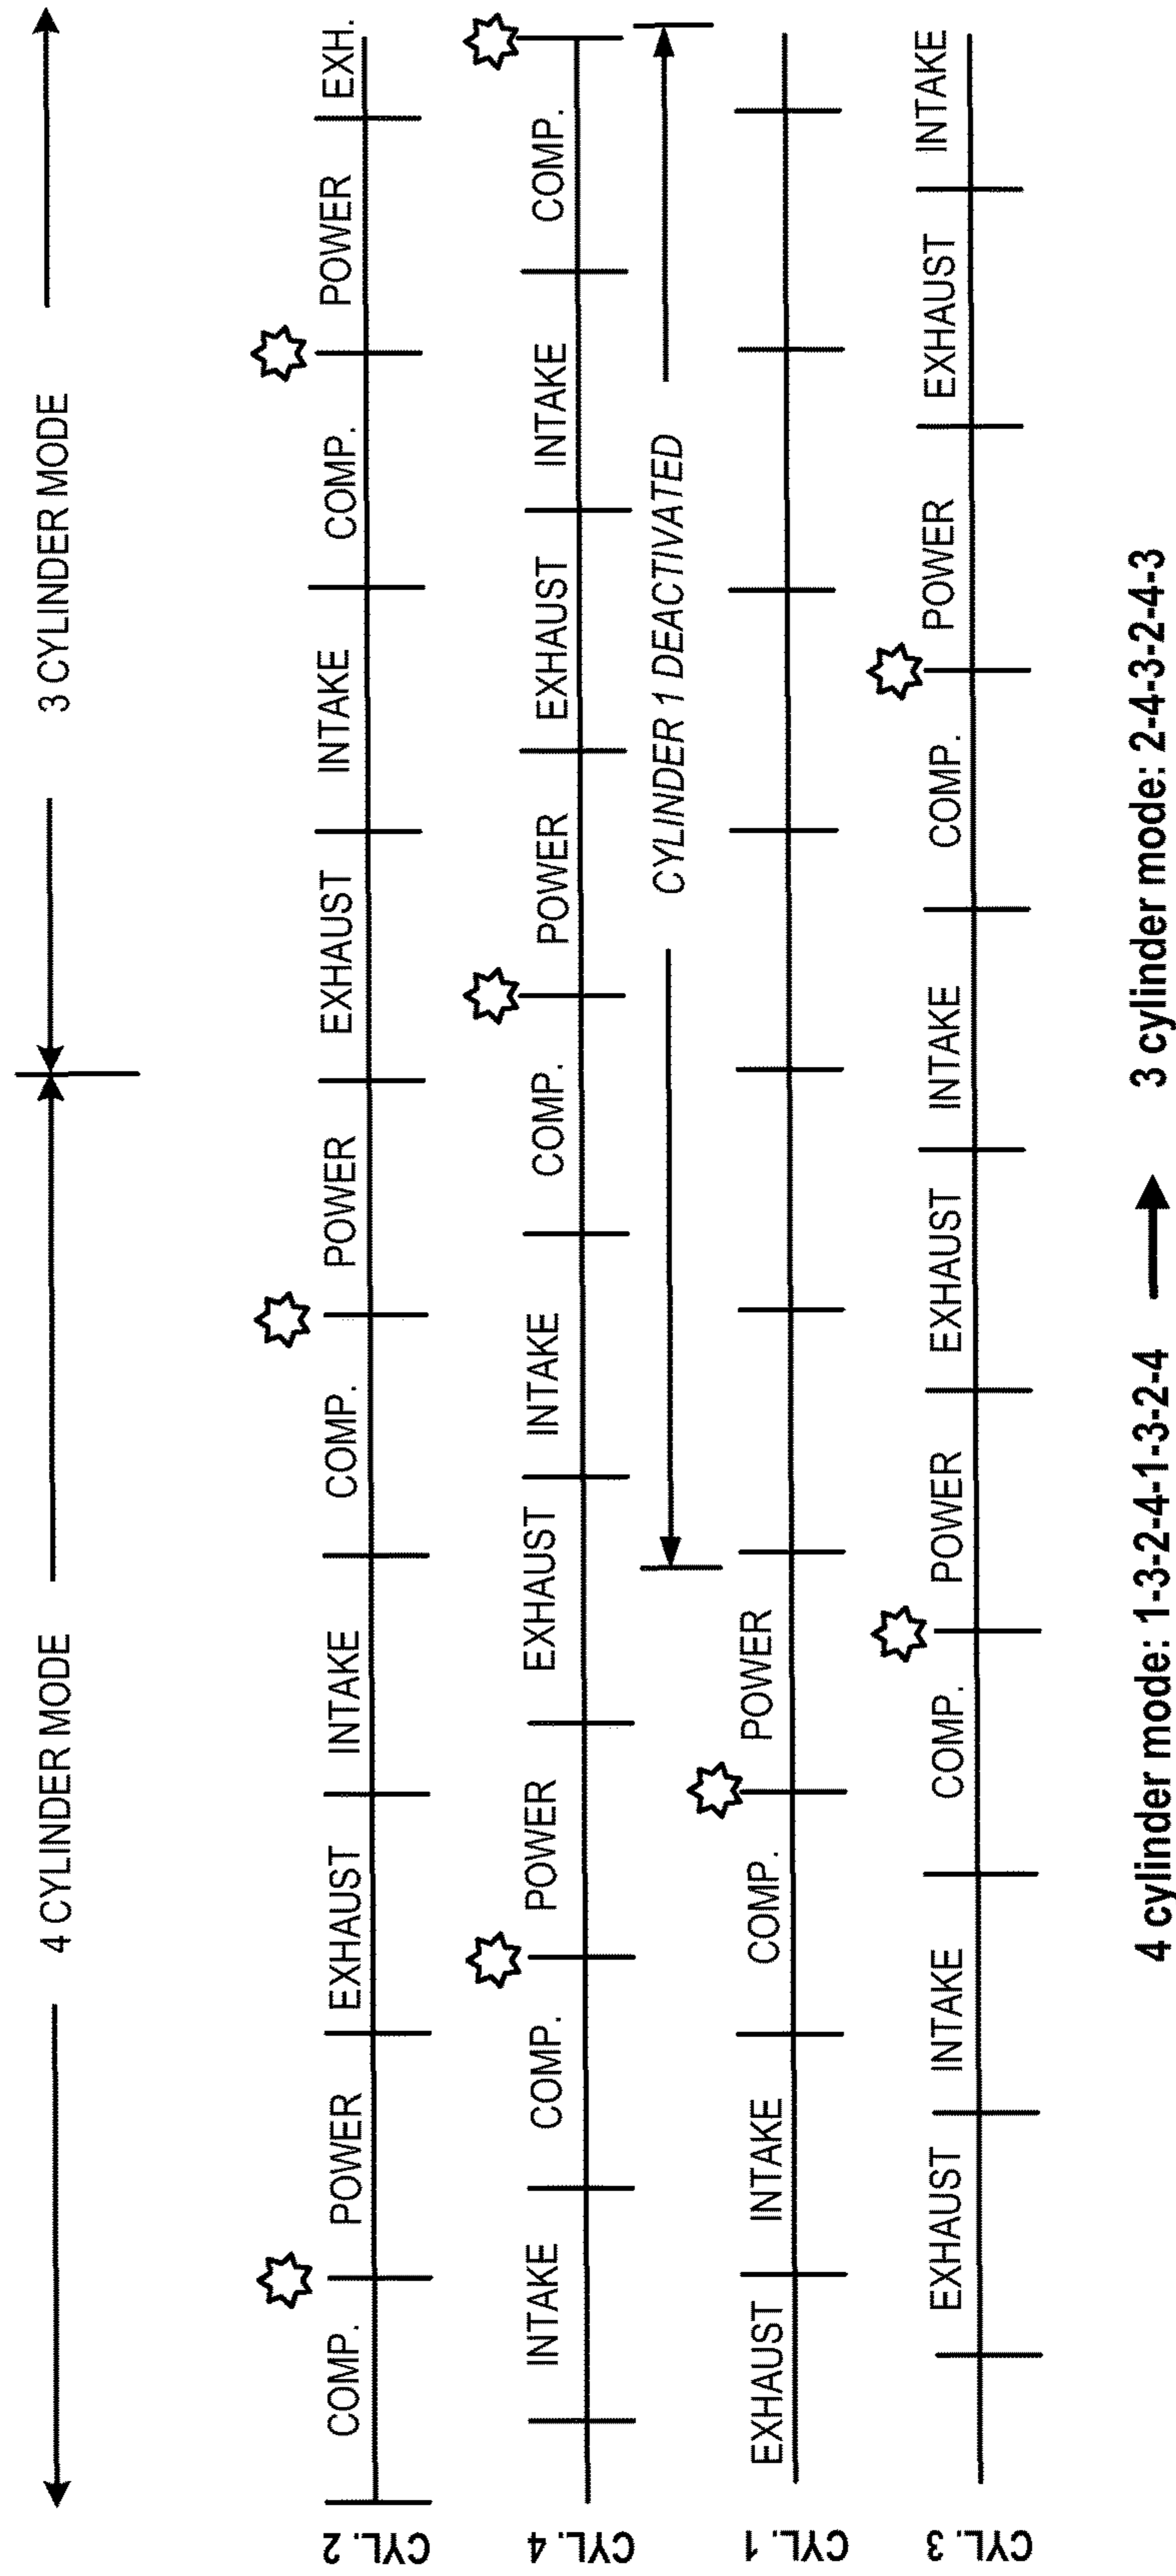 4 CYLINDER MODE
3 CYLINDER MODE
CYL. 2
COMP.
POWER
EXHAUST
INTAKE
COMP.
POWER
EXHAUST
INTAKE
COMP.
POWER
EXH.
CYL. 4
INTAKE
COMP.
POWER
EXHAUST
INTAKE
COMP.
POWER
EXHAUST
INTAKE
COMP.
CYLINDER 1 DEACTIVATED
CYL. 1
EXHAUST
INTAKE
COMP.
POWER
CYL. 3
EXHAUST
INTAKE
COMP.
POWER
EXHAUST
INTAKE
COMP.
POWER
EXHAUST
INTAKE
4 cylinder mode: 1-3-2-4-1-3-2-4
3 cylinder mode: 2-4-3-2-4-3